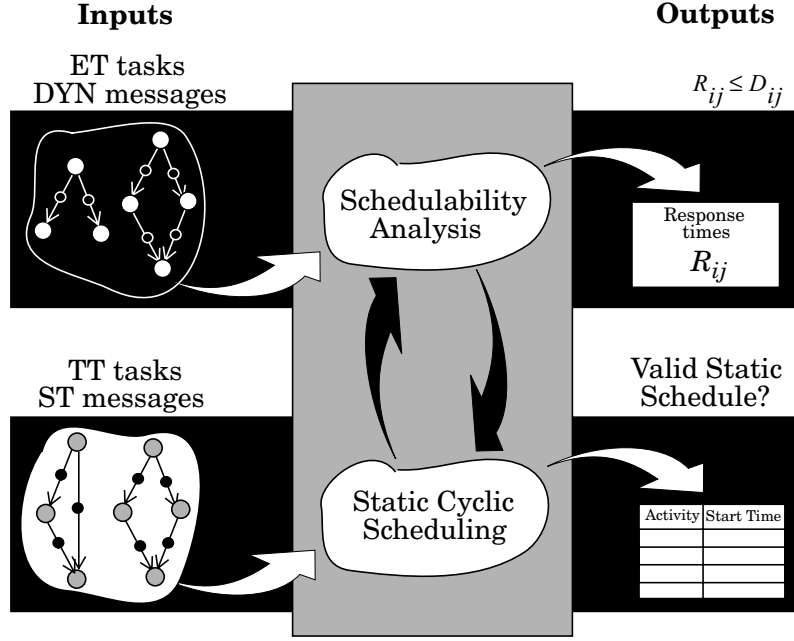 Inputs
Outputs
ET tasks
DYN messages
R_ij ≤ D_ij
Schedulability
Analysis
Response
times
R_ij
TT tasks
ST messages
Valid Static
Schedule?
Static Cyclic
Scheduling
Activity Start Time